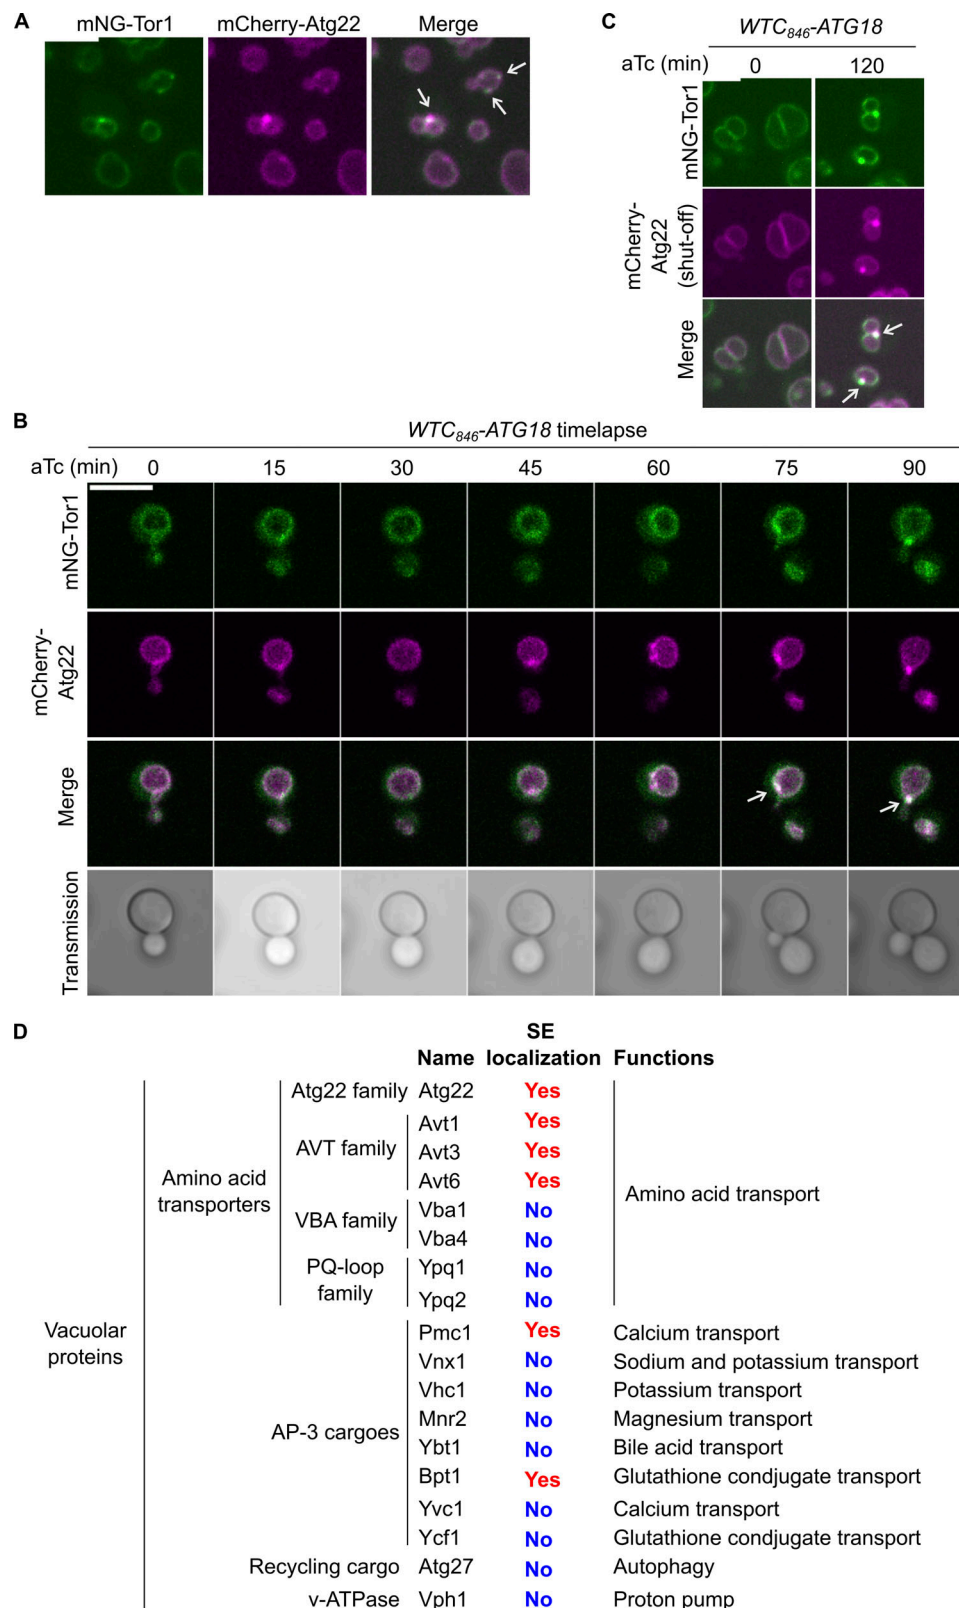 A
mNG-Tor1 mCherry-Atg22 Merge
C
WTC846-ATG18
aTc (min) 0 120
mNG-Tor1
mCherry-
Atg22
(shut-off)
Merge
B
WTC846-ATG18 timelapse
aTc (min) 0 15 30 45 60 75 90
mNG-Tor1
mCherry-
Atg22
Merge
Transmission
D
SE
Name localization Functions
Atg22 family Atg22 Yes
Avt1 Yes
AVT family Avt3 Yes
Avt6 Yes
Amino acid
transporters
Amino acid transport
VBA family
Vba1 No
Vba4 No
PQ-loop
family
Ypq1 No
Ypq2 No
Vacuolar
proteins
Pmc1 Yes Calcium transport
Vnx1 No Sodium and potassium transport
Vhc1 No Potassium transport
AP-3 cargoes
Mnr2 No Magnesium transport
Ybt1 No Bile acid transport
Bpt1 Yes Glutathione condjugate transport
Yvc1 No Calcium transport
Ycf1 No Glutathione condjugate transport
Recycling cargo Atg27 No Autophagy
v-ATPase Vph1 No Proton pump